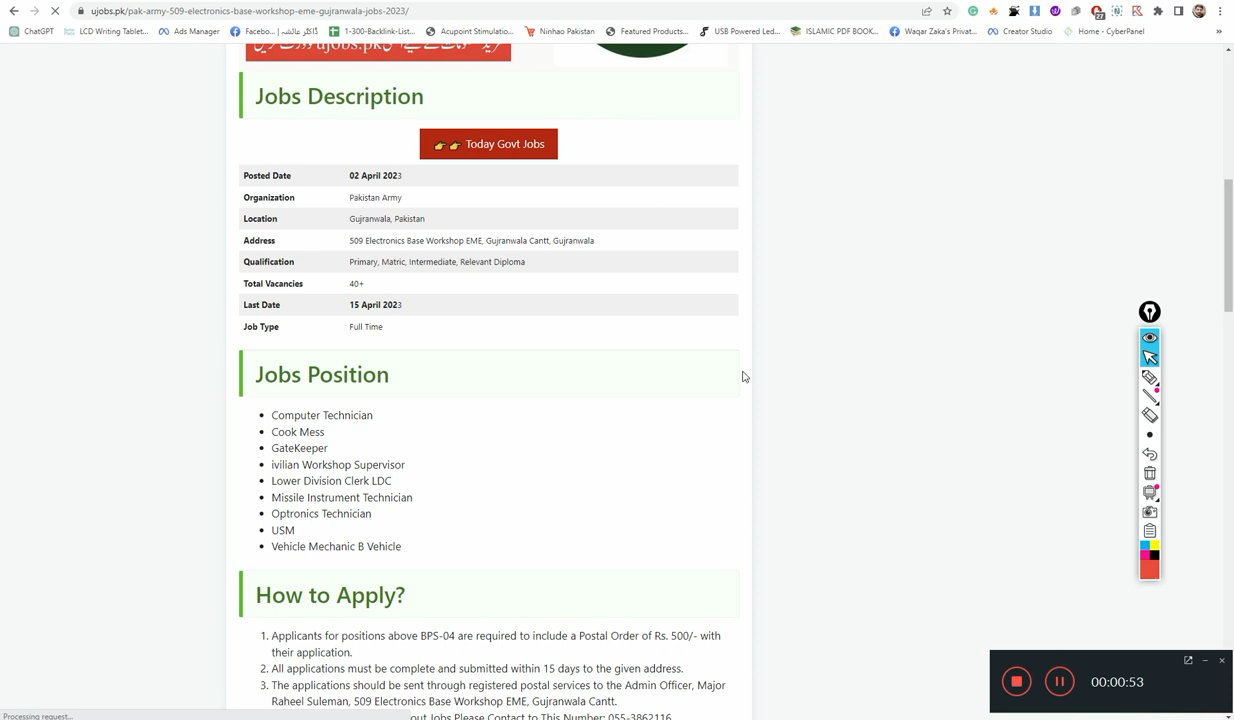 ujobs.pk/pak-army-509-electronics-base-workshop-eme-gujranwala-jobs-2023/
27
ChatGPT LCD Writing Tablet... Ads Manager Facebo... | ڈاکٹر عائشہ 1-300-Backlink-List... Acupoint Stimulatio... Ninhao Pakistan Featured Products... USB Powered Led... ISLAMIC PDF BOOK... Waqar Zaka's Privat... Creator Studio Home - CyberPanel »
ujobs.pk
Jobs Description
👉 👉 Today Govt Jobs
Posted Date 02 April 2023
Organization Pakistan Army
Location Gujranwala, Pakistan
Address 509 Electronics Base Workshop EME, Gujranwala Cantt, Gujranwala
Qualification Primary, Matric, Intermediate, Relevant Diploma
Total Vacancies 40+
Last Date 15 April 2023
Job Type Full Time
Jobs Position
• Computer Technician
• Cook Mess
• GateKeeper
• ivilian Workshop Supervisor
• Lower Division Clerk LDC
• Missile Instrument Technician
• Optronics Technician
• USM
• Vehicle Mechanic B Vehicle
How to Apply?
1. Applicants for positions above BPS-04 are required to include a Postal Order of Rs. 500/- with
their application.
2. All applications must be complete and submitted within 15 days to the given address.
3. The applications should be sent through registered postal services to the Admin Officer, Major
Raheel Suleman, 509 Electronics Base Workshop EME, Gujranwala Cantt.
out Jobs Please Contact to This Number: 055-3862116
Processing request...
00:00:53